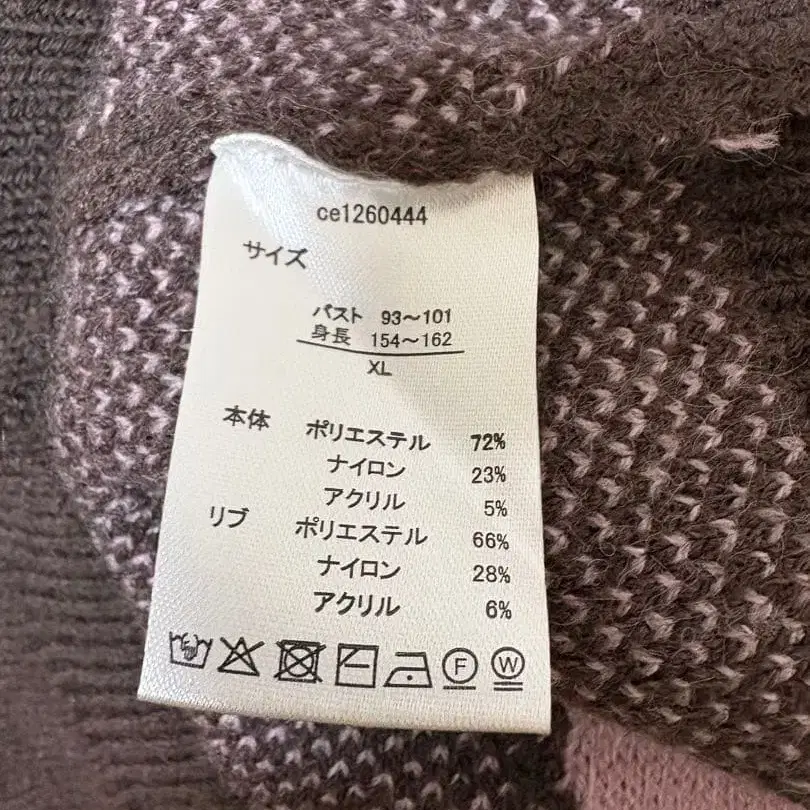 ce1260444
サイズ
バスト 93～101
身長 154～162
XL
本体 ポリエステル 72%
ナイロン 23%
アクリル 5%
リブ ポリエステル 66%
ナイロン 28%
アクリル 6%
F W